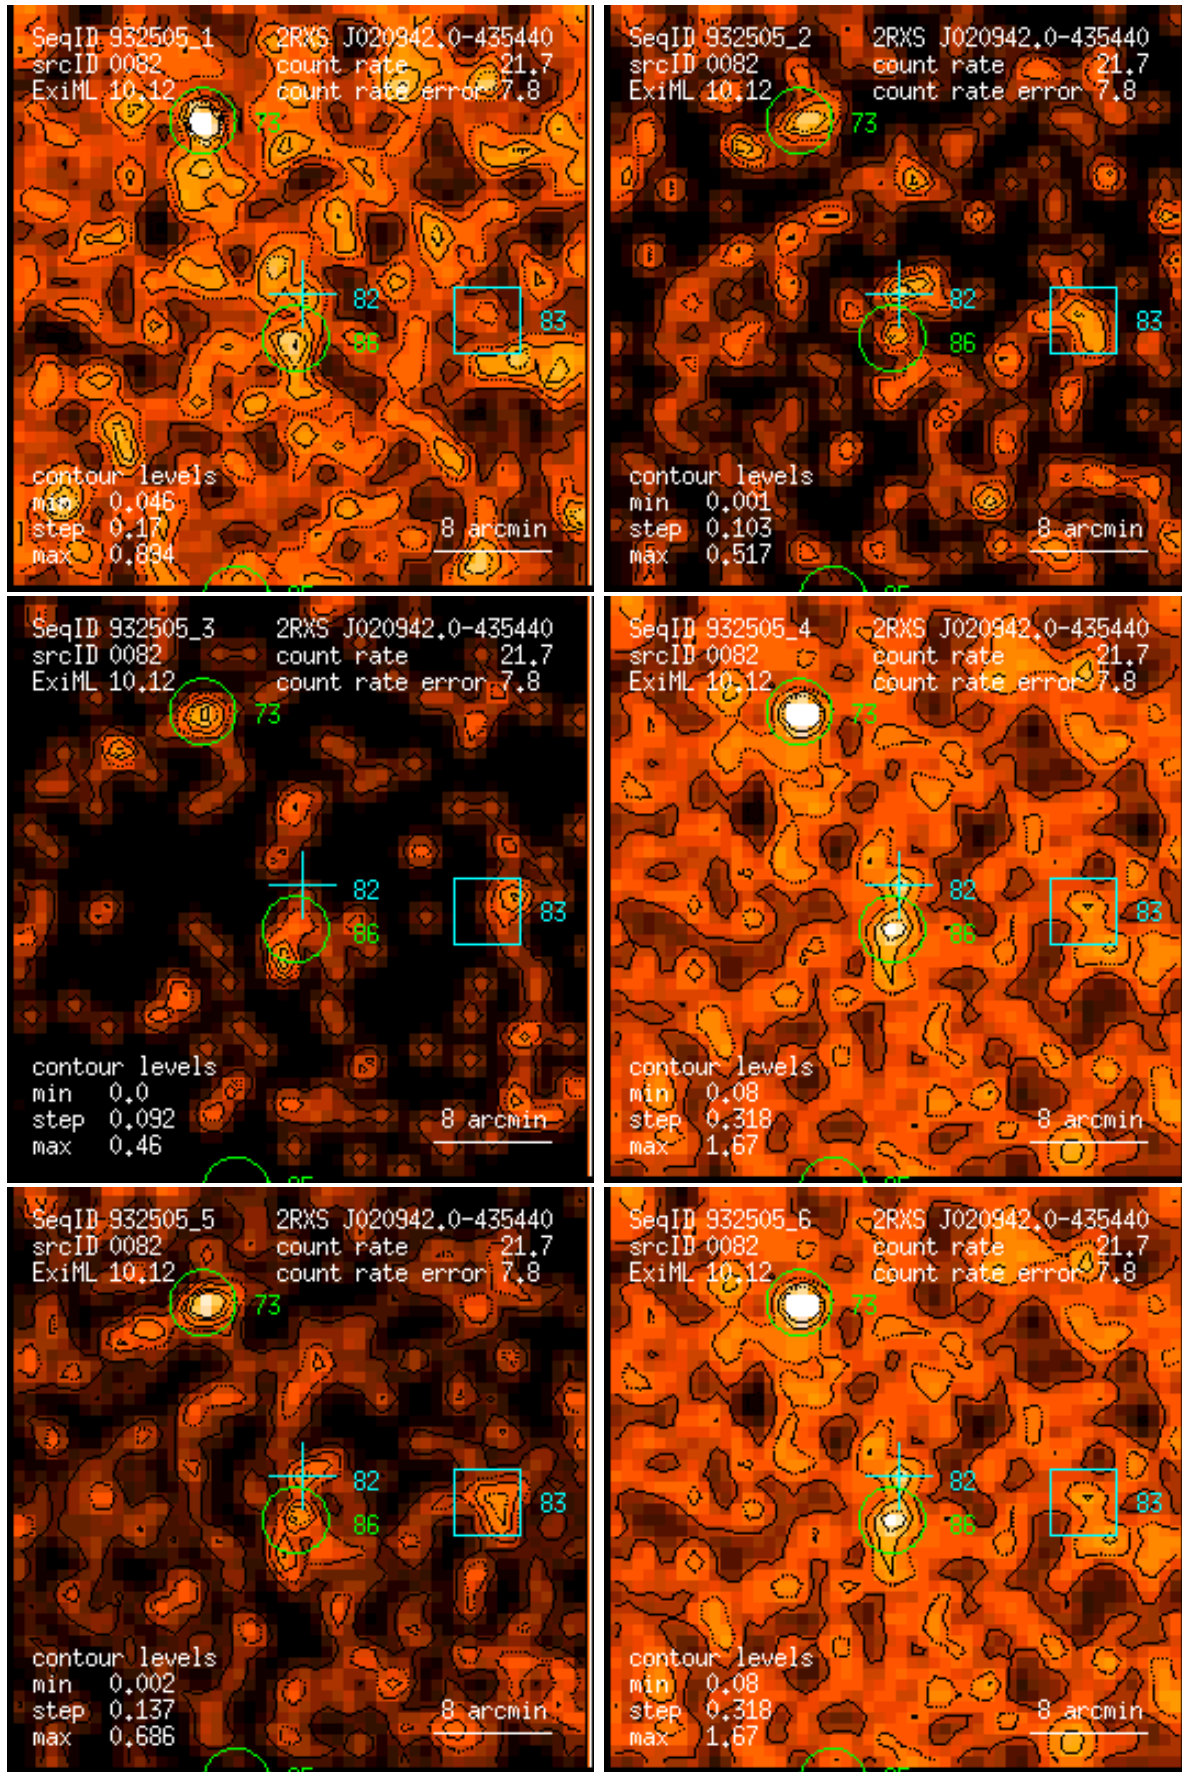 SeqID 932505_1 2RXS J020942.0-435440
srcID 0082 count rate 21.7
ExiML 10.12 count rate error 7.8
73
82
83
86
contour levels
min 0.046
step 0.17
max 0.894
8 arcmin
SeqID 932505_2 2RXS J020942.0-435440
srcID 0082 count rate 21.7
ExiML 10.12 count rate error 7.8
73
82
83
86
contour levels
min 0.001
step 0.103
max 0.517
8 arcmin
SeqID 932505_3 2RXS J020942.0-435440
srcID 0082 count rate 21.7
ExiML 10.12 count rate error 7.8
73
82
83
86
contour levels
min 0.0
step 0.092
max 0.46
8 arcmin
SeqID 932505_4 2RXS J020942.0-435440
srcID 0082 count rate 21.7
ExiML 10.12 count rate error 7.8
73
82
83
86
contour levels
min 0.08
step 0.318
max 1.67
8 arcmin
SeqID 932505_5 2RXS J020942.0-435440
srcID 0082 count rate 21.7
ExiML 10.12 count rate error 7.8
73
82
83
86
contour levels
min 0.002
step 0.137
max 0.686
8 arcmin
SeqID 932505_6 2RXS J020942.0-435440
srcID 0082 count rate 21.7
ExiML 10.12 count rate error 7.8
73
82
83
86
contour levels
min 0.08
step 0.318
max 1.67
8 arcmin